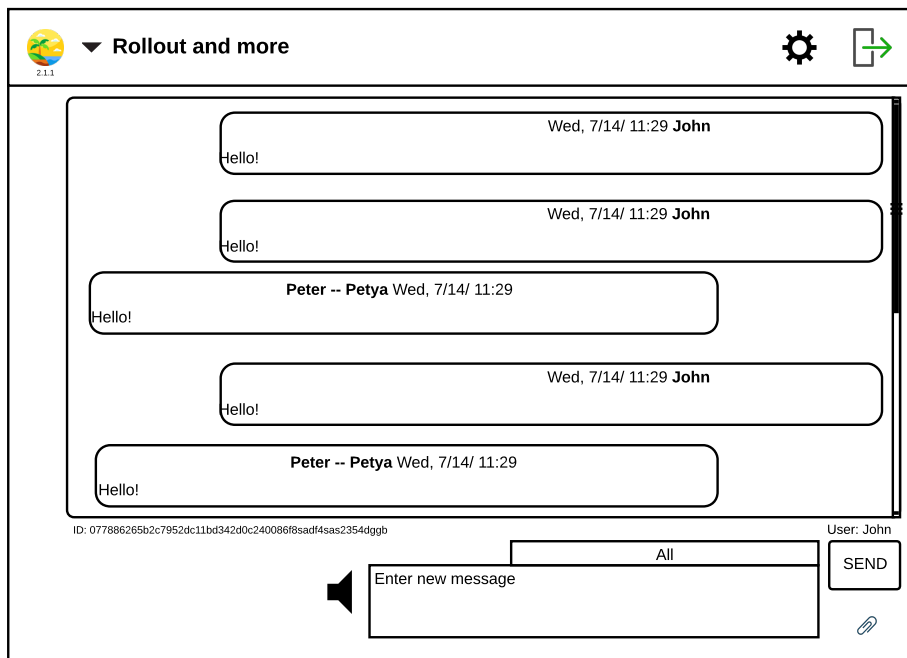 Rollout and more
2.1.1
Wed, 7/14/ 11:29 John
Hello!
Wed, 7/14/ 11:29 John
Hello!
Peter -- Petya Wed, 7/14/ 11:29
Hello!
Wed, 7/14/ 11:29 John
Hello!
Peter -- Petya Wed, 7/14/ 11:29
Hello!
ID: 077886265b2c7952dc11bd342d0c240086f8sadf4sas2354dggb
User: John
All
SEND
Enter new message